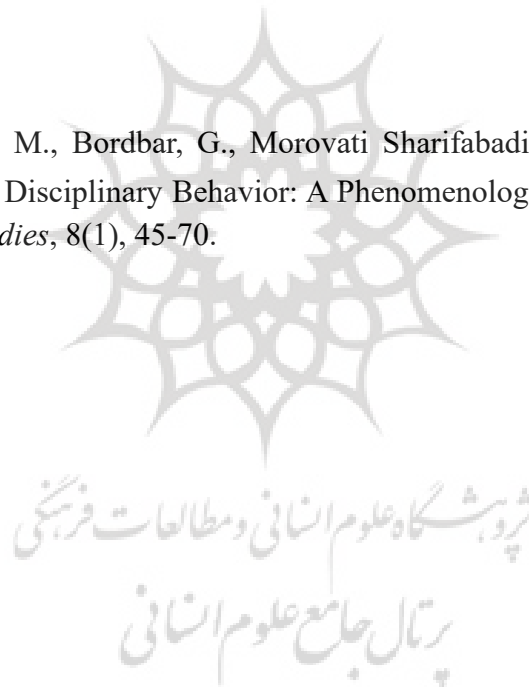 M., Bordbar, G., Morovati Sharifabadi
Disciplinary Behavior: A Phenomenolog
dies, 8(1), 45-70.
پژوهشگاه علوم انسانی و مطالعات فرهنگی
پرتال جامع علوم انسانی